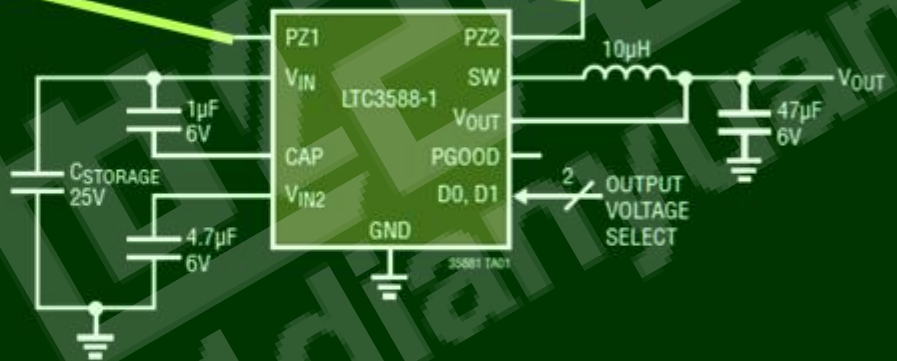 PZ1
PZ2
VIN
SW
10µH
LTC3588-1
VOUT
1µF
6V
VOUT
47µF
6V
CAP
PGOOD
CSTORAGE
25V
VIN2
D0, D1
2
OUTPUT
VOLTAGE
SELECT
4.7µF
6V
GND
35881 TA01
dianyuan